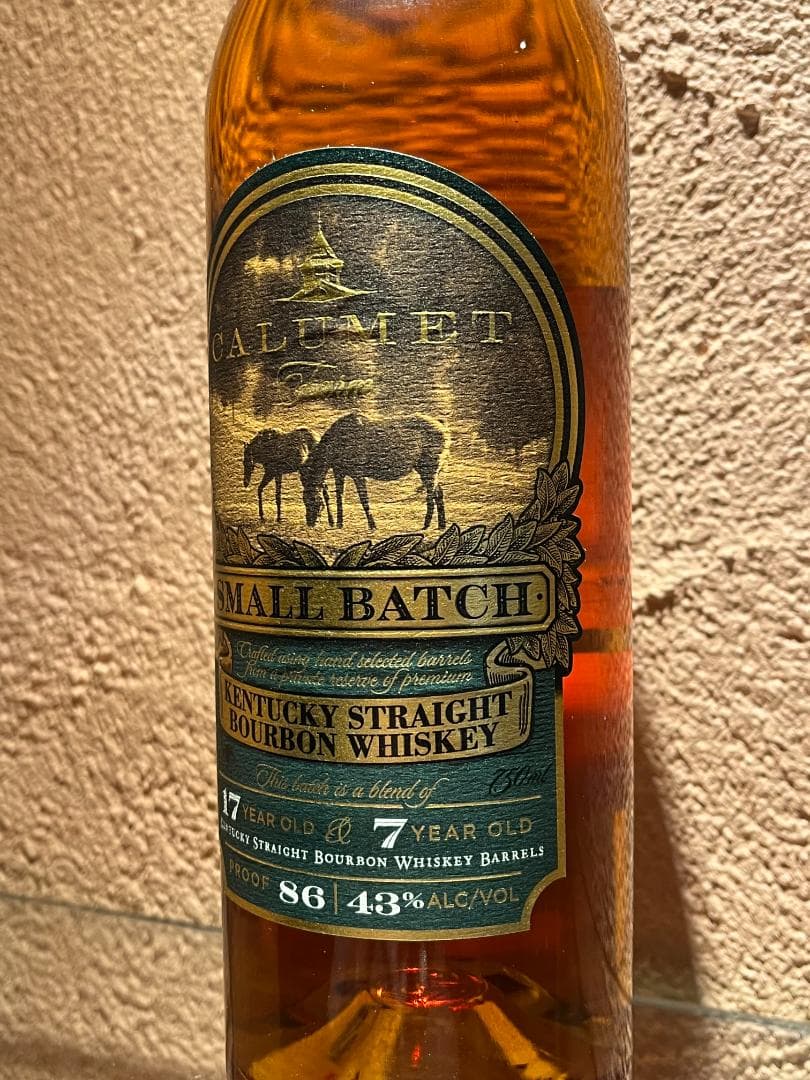 CALUMET
Farm
SMALL BATCH
Crafted using hand selected barrels
from a private reserve of premium
KENTUCKY STRAIGHT
BOURBON WHISKEY
This batch is a blend of
750ml
17 YEAR OLD & 7 YEAR OLD
KENTUCKY STRAIGHT BOURBON WHISKEY BARRELS
PROOF 86 | 43% ALC/VOL